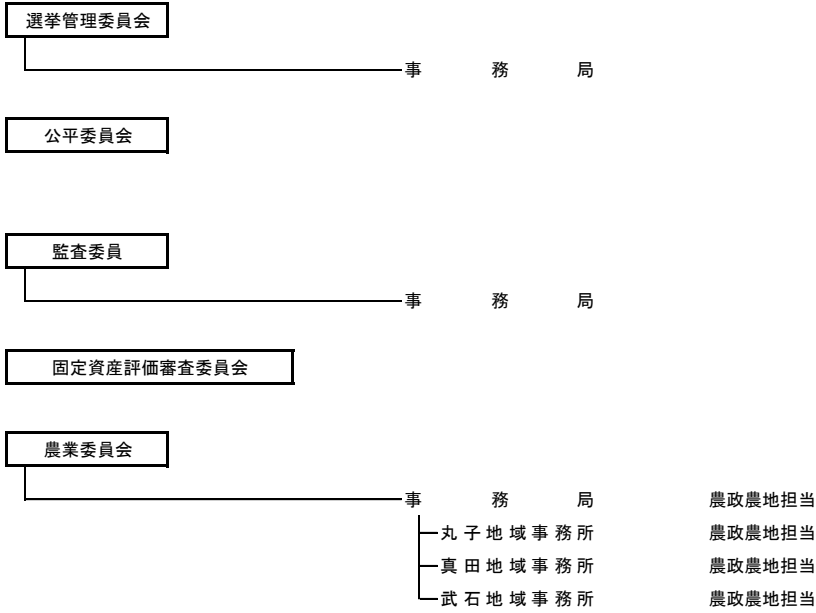 選挙管理委員会
事務局
公平委員会
監査委員
事務局
固定資産評価審査委員会
農業委員会
事務局 農政農地担当
丸子地域事務所 農政農地担当
真田地域事務所 農政農地担当
武石地域事務所 農政農地担当